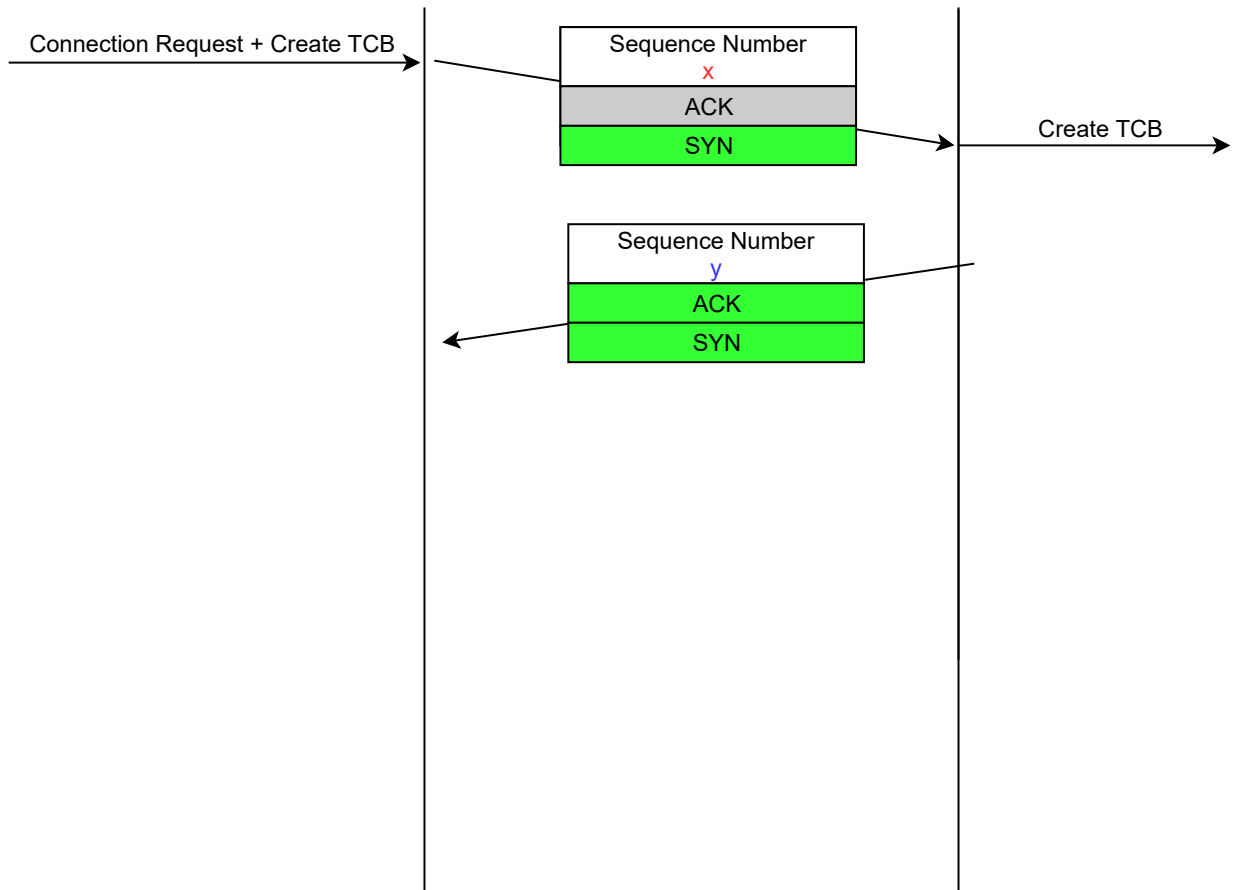 Connection Request + Create TCB
Sequence Number
x
ACK
SYN
Create TCB
Sequence Number
y
ACK
SYN